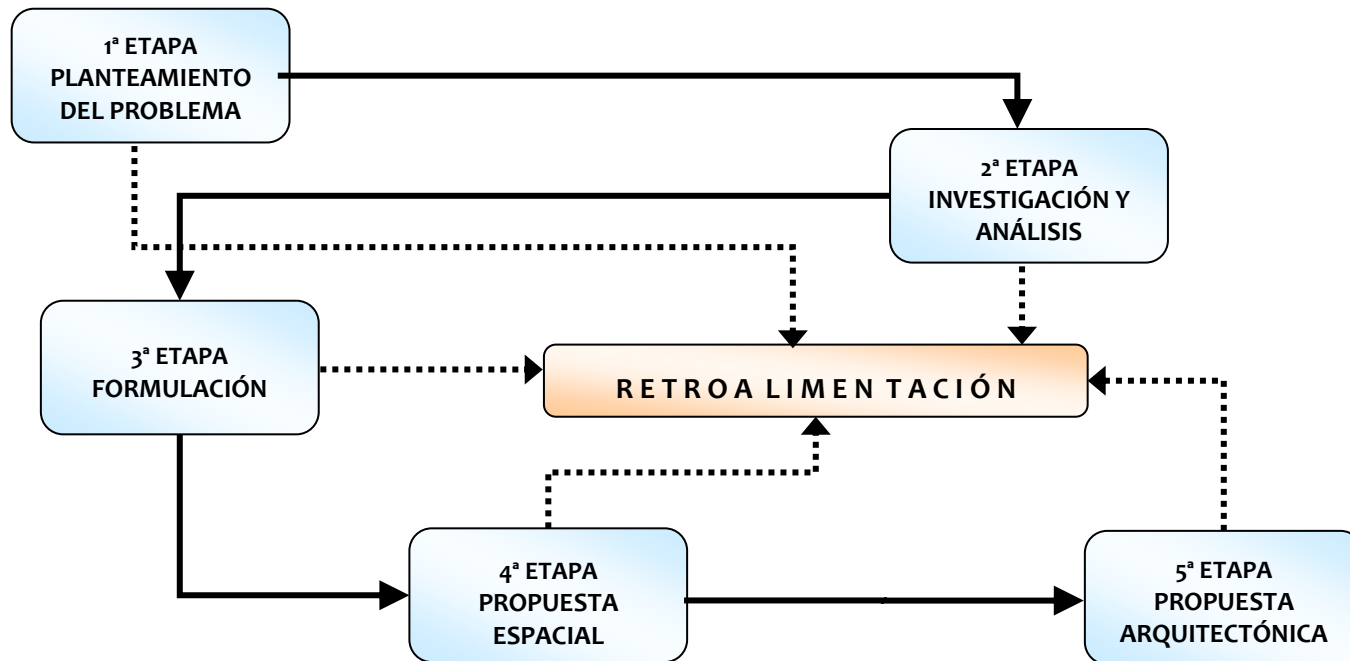 1ª ETAPA
PLANTEAMIENTO
DEL PROBLEMA
2ª ETAPA
INVESTIGACIÓN Y
ANÁLISIS
3ª ETAPA
FORMULACIÓN
RETROALIMENTACIÓN
4ª ETAPA
PROPUESTA
ESPACIAL
5ª ETAPA
PROPUESTA
ARQUITECTÓNICA